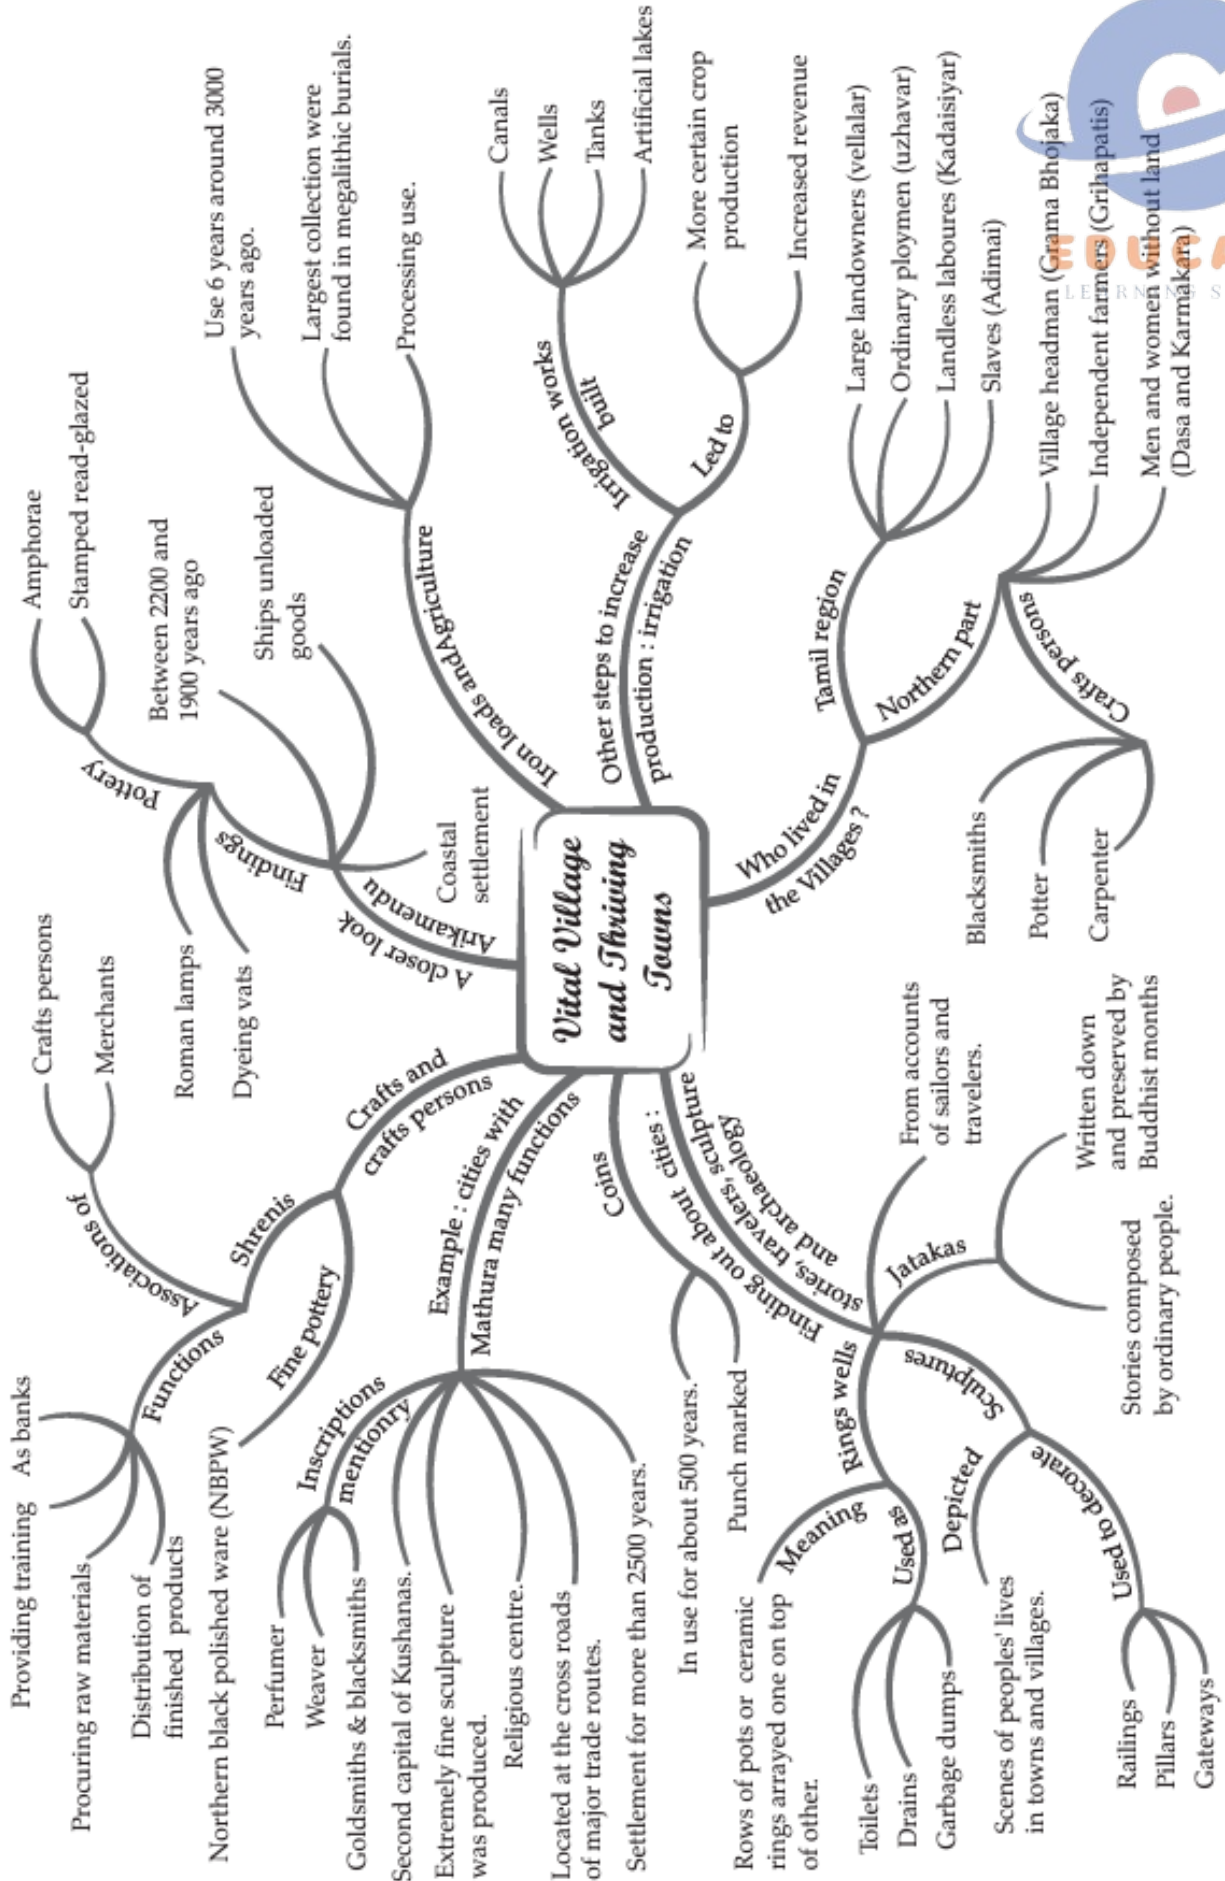 Vital Village
and Thriving
Towns
Iron loads andAgriculture
Use 6 years around 3000
years ago.
Largest collection were
found in megalithic burials.
Processing use.
Other steps to increase
production : irrigation
Irrigation works
built
Canals
Wells
Tanks
Artificial lakes
Led to
More certain crop
production
Increased revenue
Who lived in
the Villages ?
Tamil region
Large landowners (vellalar)
Ordinary ploymen (uzhavar)
Landless laboures (Kadaisiyar)
Slaves (Adimai)
Northern part
Village headman (Grama Bhojaka)
Independent farmers (Grihapatis)
Men and women without land
(Dasa and Karmakara)
Crafts persons
Blacksmiths
Potter
Carpenter
A closer look
Arikamendu
Coastal
settlement
Ships unloaded
goods
Between 2200 and
1900 years ago
Findings
Pottery
Amphorae
Stamped read-glazed
Roman lamps
Dyeing vats
Crafts and
crafts persons
Shrenis
Associations of
Crafts persons
Merchants
Functions
As banks
Providing training
Procuring raw materials
Distribution of
finished products
Fine pottery
Northern black polished ware (NBPW)
Example : cities with
Mathura many functions
Inscriptions
mentionry
Perfumer
Weaver
Goldsmiths & blacksmiths
Second capital of Kushanas.
Extremely fine sculpture
was produced.
Religious centre.
Located at the cross roads
of major trade routes.
Settlement for more than 2500 years.
Coins
In use for about 500 years.
Punch marked
Finding out about cities :
stories, travelers, sculpture
and archaeology
From accounts
of sailors and
travelers.
Jatakas
Written down
and preserved by
Buddhist months
Stories composed
by ordinary people.
Sculptures
Depicted
Scenes of peoples' lives
in towns and villages.
Used to decorate
Railings
Pillars
Gateways
Rings wells
Meaning
Rows of pots or ceramic
rings arrayed one on top
of other.
Used as
Toilets
Drains
Garbage dumps
EDUCA
LEARNING S